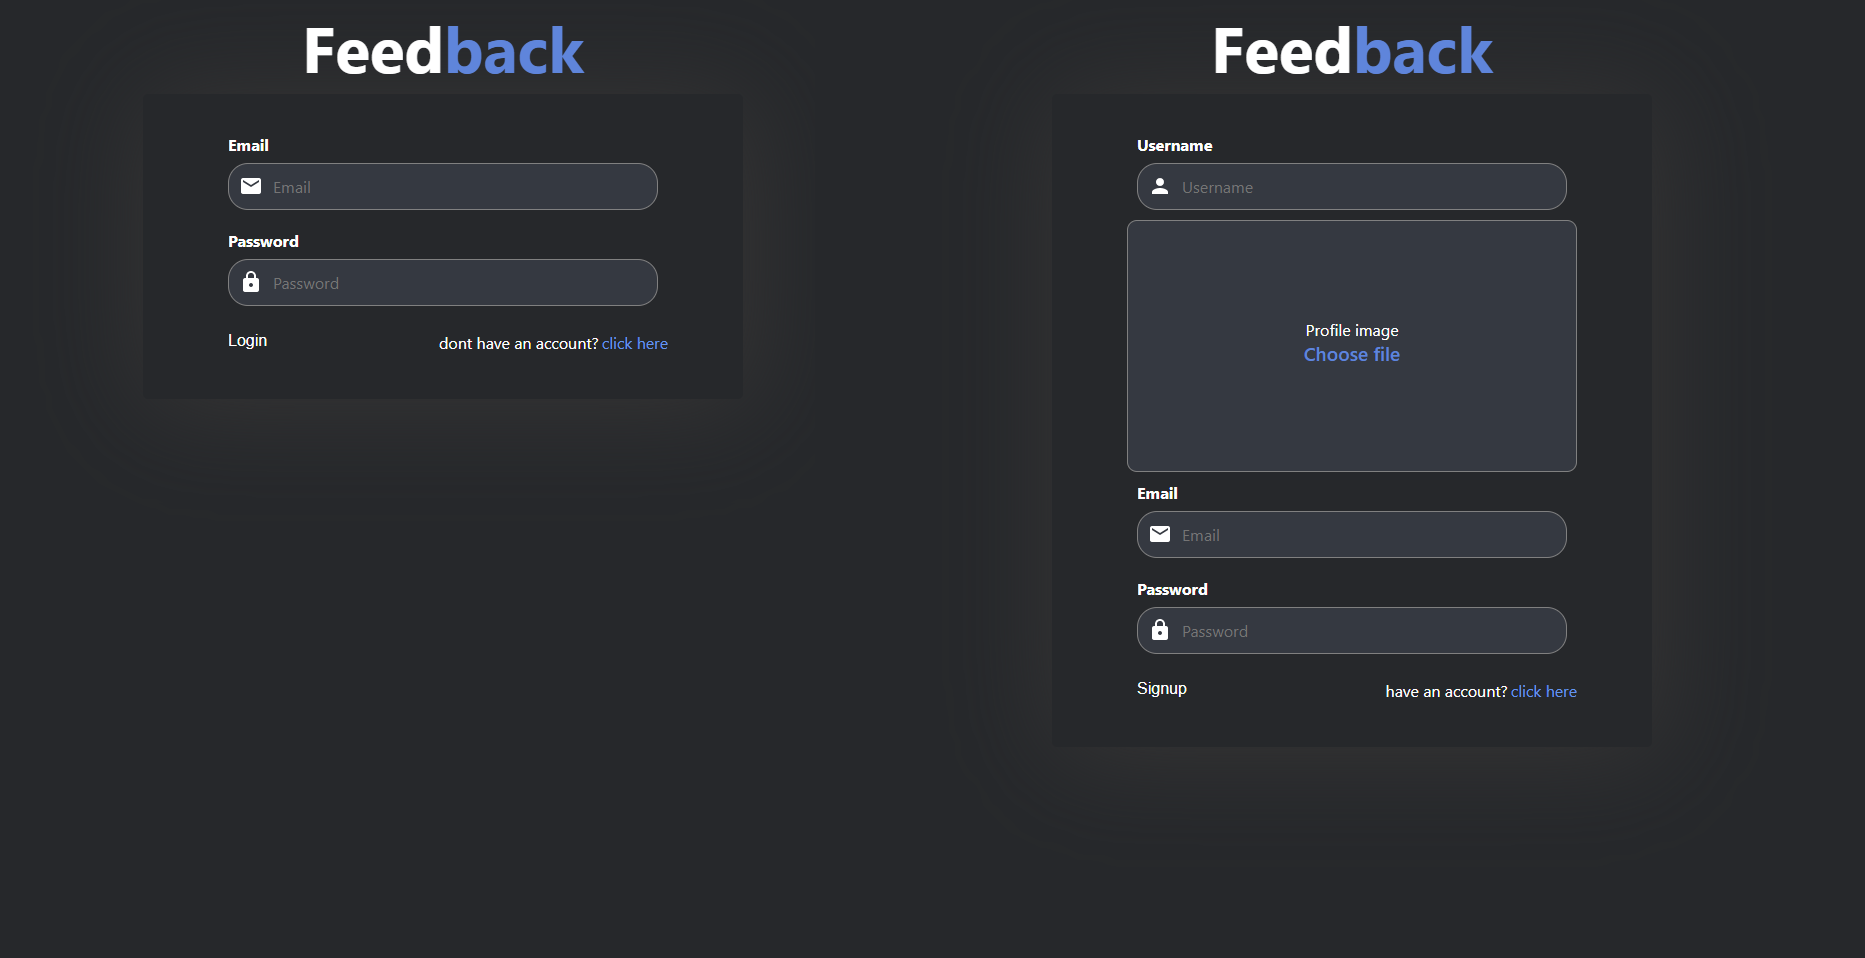 Feedback
Email
Email
Password
Password
Login
dont have an account? click here
Feedback
Username
Username
Profile image
Choose file
Email
Email
Password
Password
Signup
have an account? click here